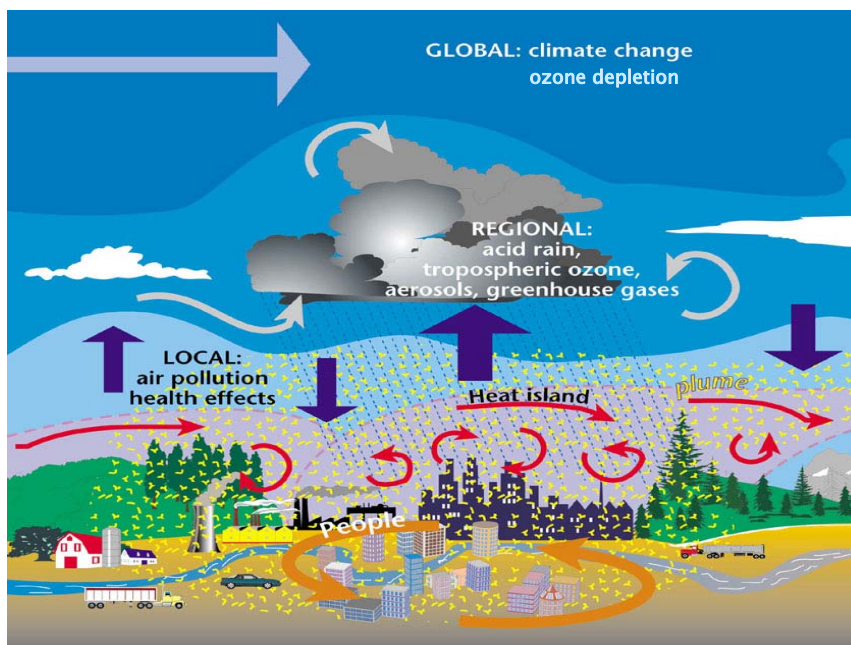 GLOBAL: climate change
ozone depletion
REGIONAL:
acid rain,
tropospheric ozone,
aerosols, greenhouse gases
LOCAL:
air pollution
health effects
Heat island
plume
People